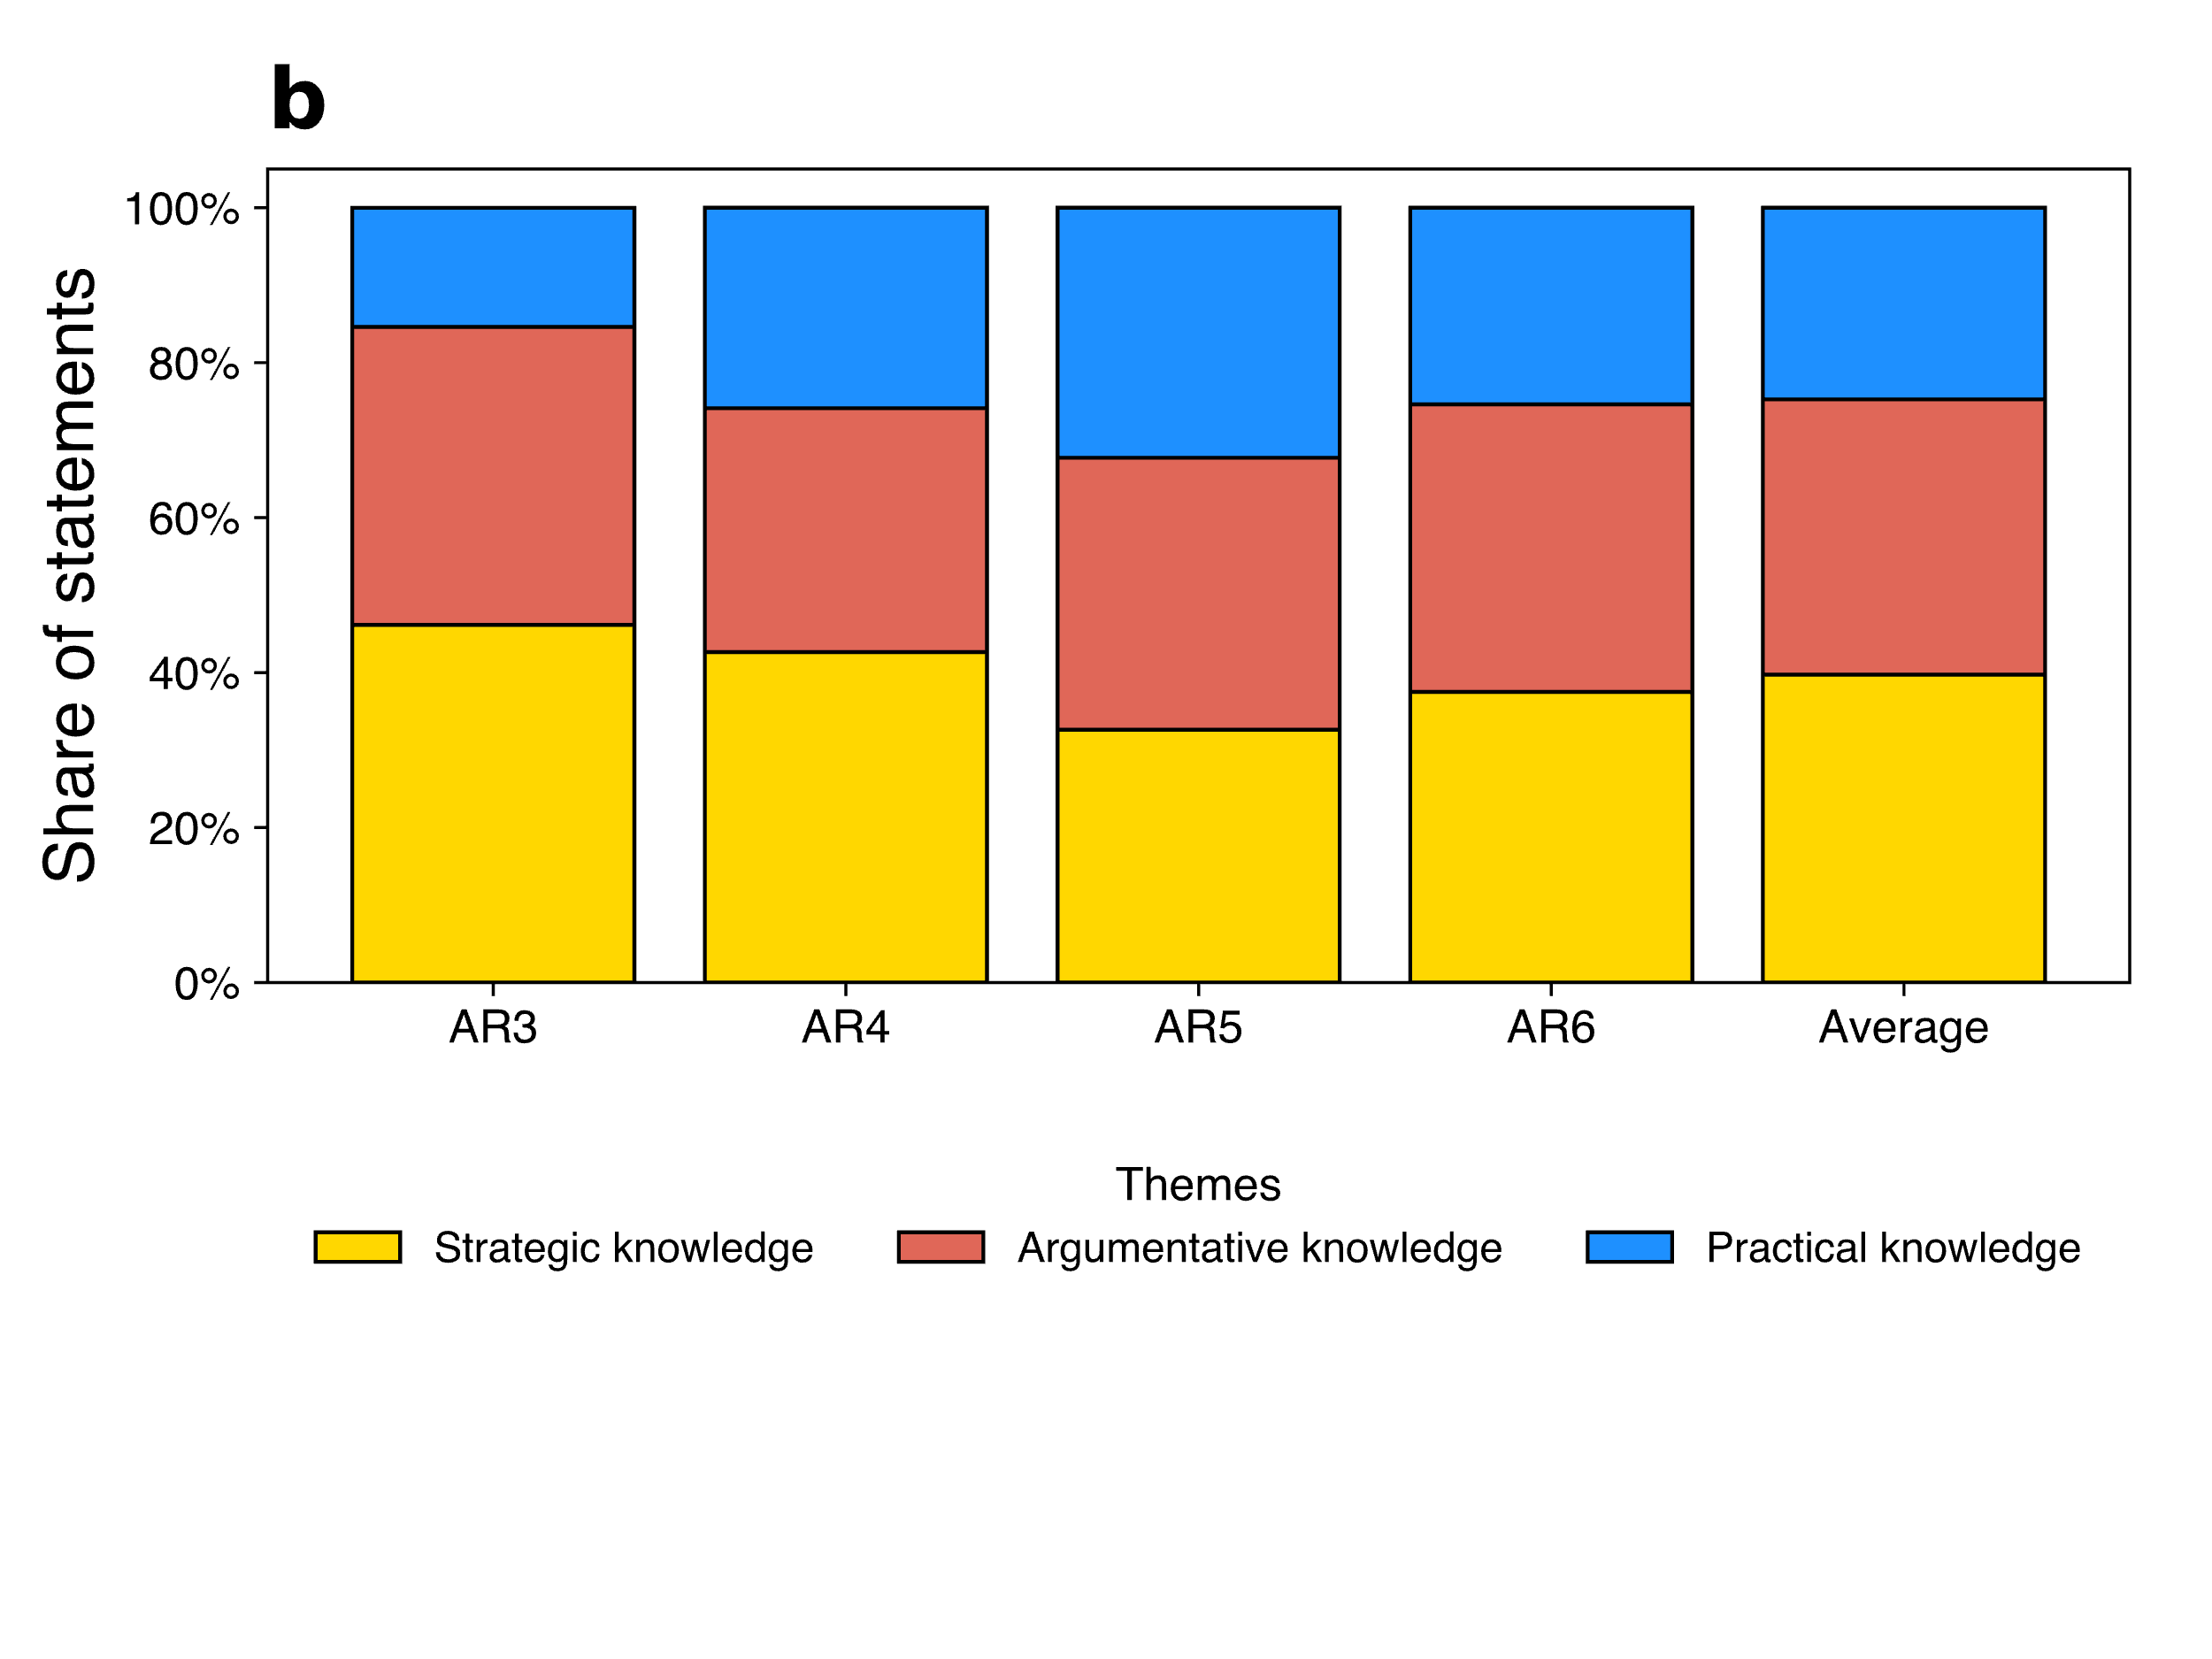 b
Share of statements
100%
80%
60%
40%
20%
0%
AR3 AR4 AR5 AR6 Average
Themes
Strategic knowledge Argumentative knowledge Practical knowledge